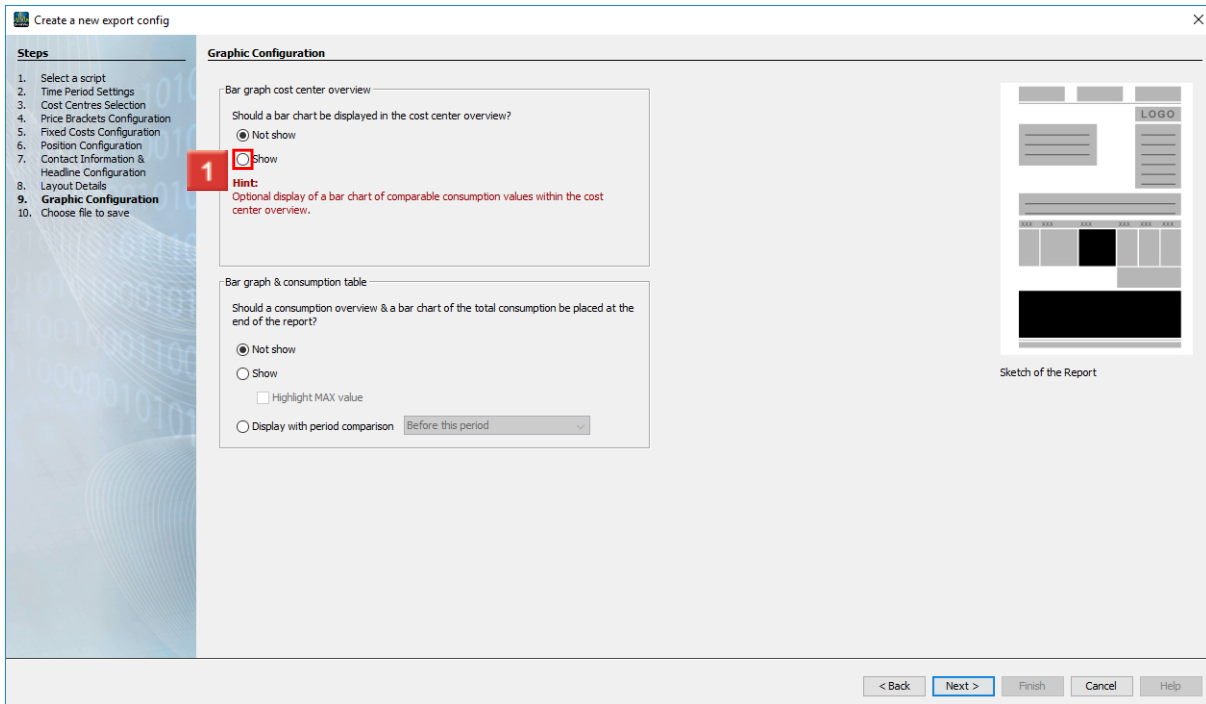 Create a new export config
Steps
1. Select a script
2. Time Period Settings
3. Cost Centres Selection
4. Price Brackets Configuration
5. Fixed Costs Configuration
6. Position Configuration
7. Contact Information &
Headline Configuration
8. Layout Details
9. Graphic Configuration
10. Choose file to save
Graphic Configuration
Bar graph cost center overview
Should a bar chart be displayed in the cost center overview?
Not show
1
Show
Hint:
Optional display of a bar chart of comparable consumption values within the cost
center overview.
Bar graph & consumption table
Should a consumption overview & a bar chart of the total consumption be placed at the
end of the report?
Not show
Show
Highlight MAX value
Display with period comparison Before this period
LOGO
XXX XXX XXX XXX XXX XXX
Sketch of the Report
< Back Next > Finish Cancel Help